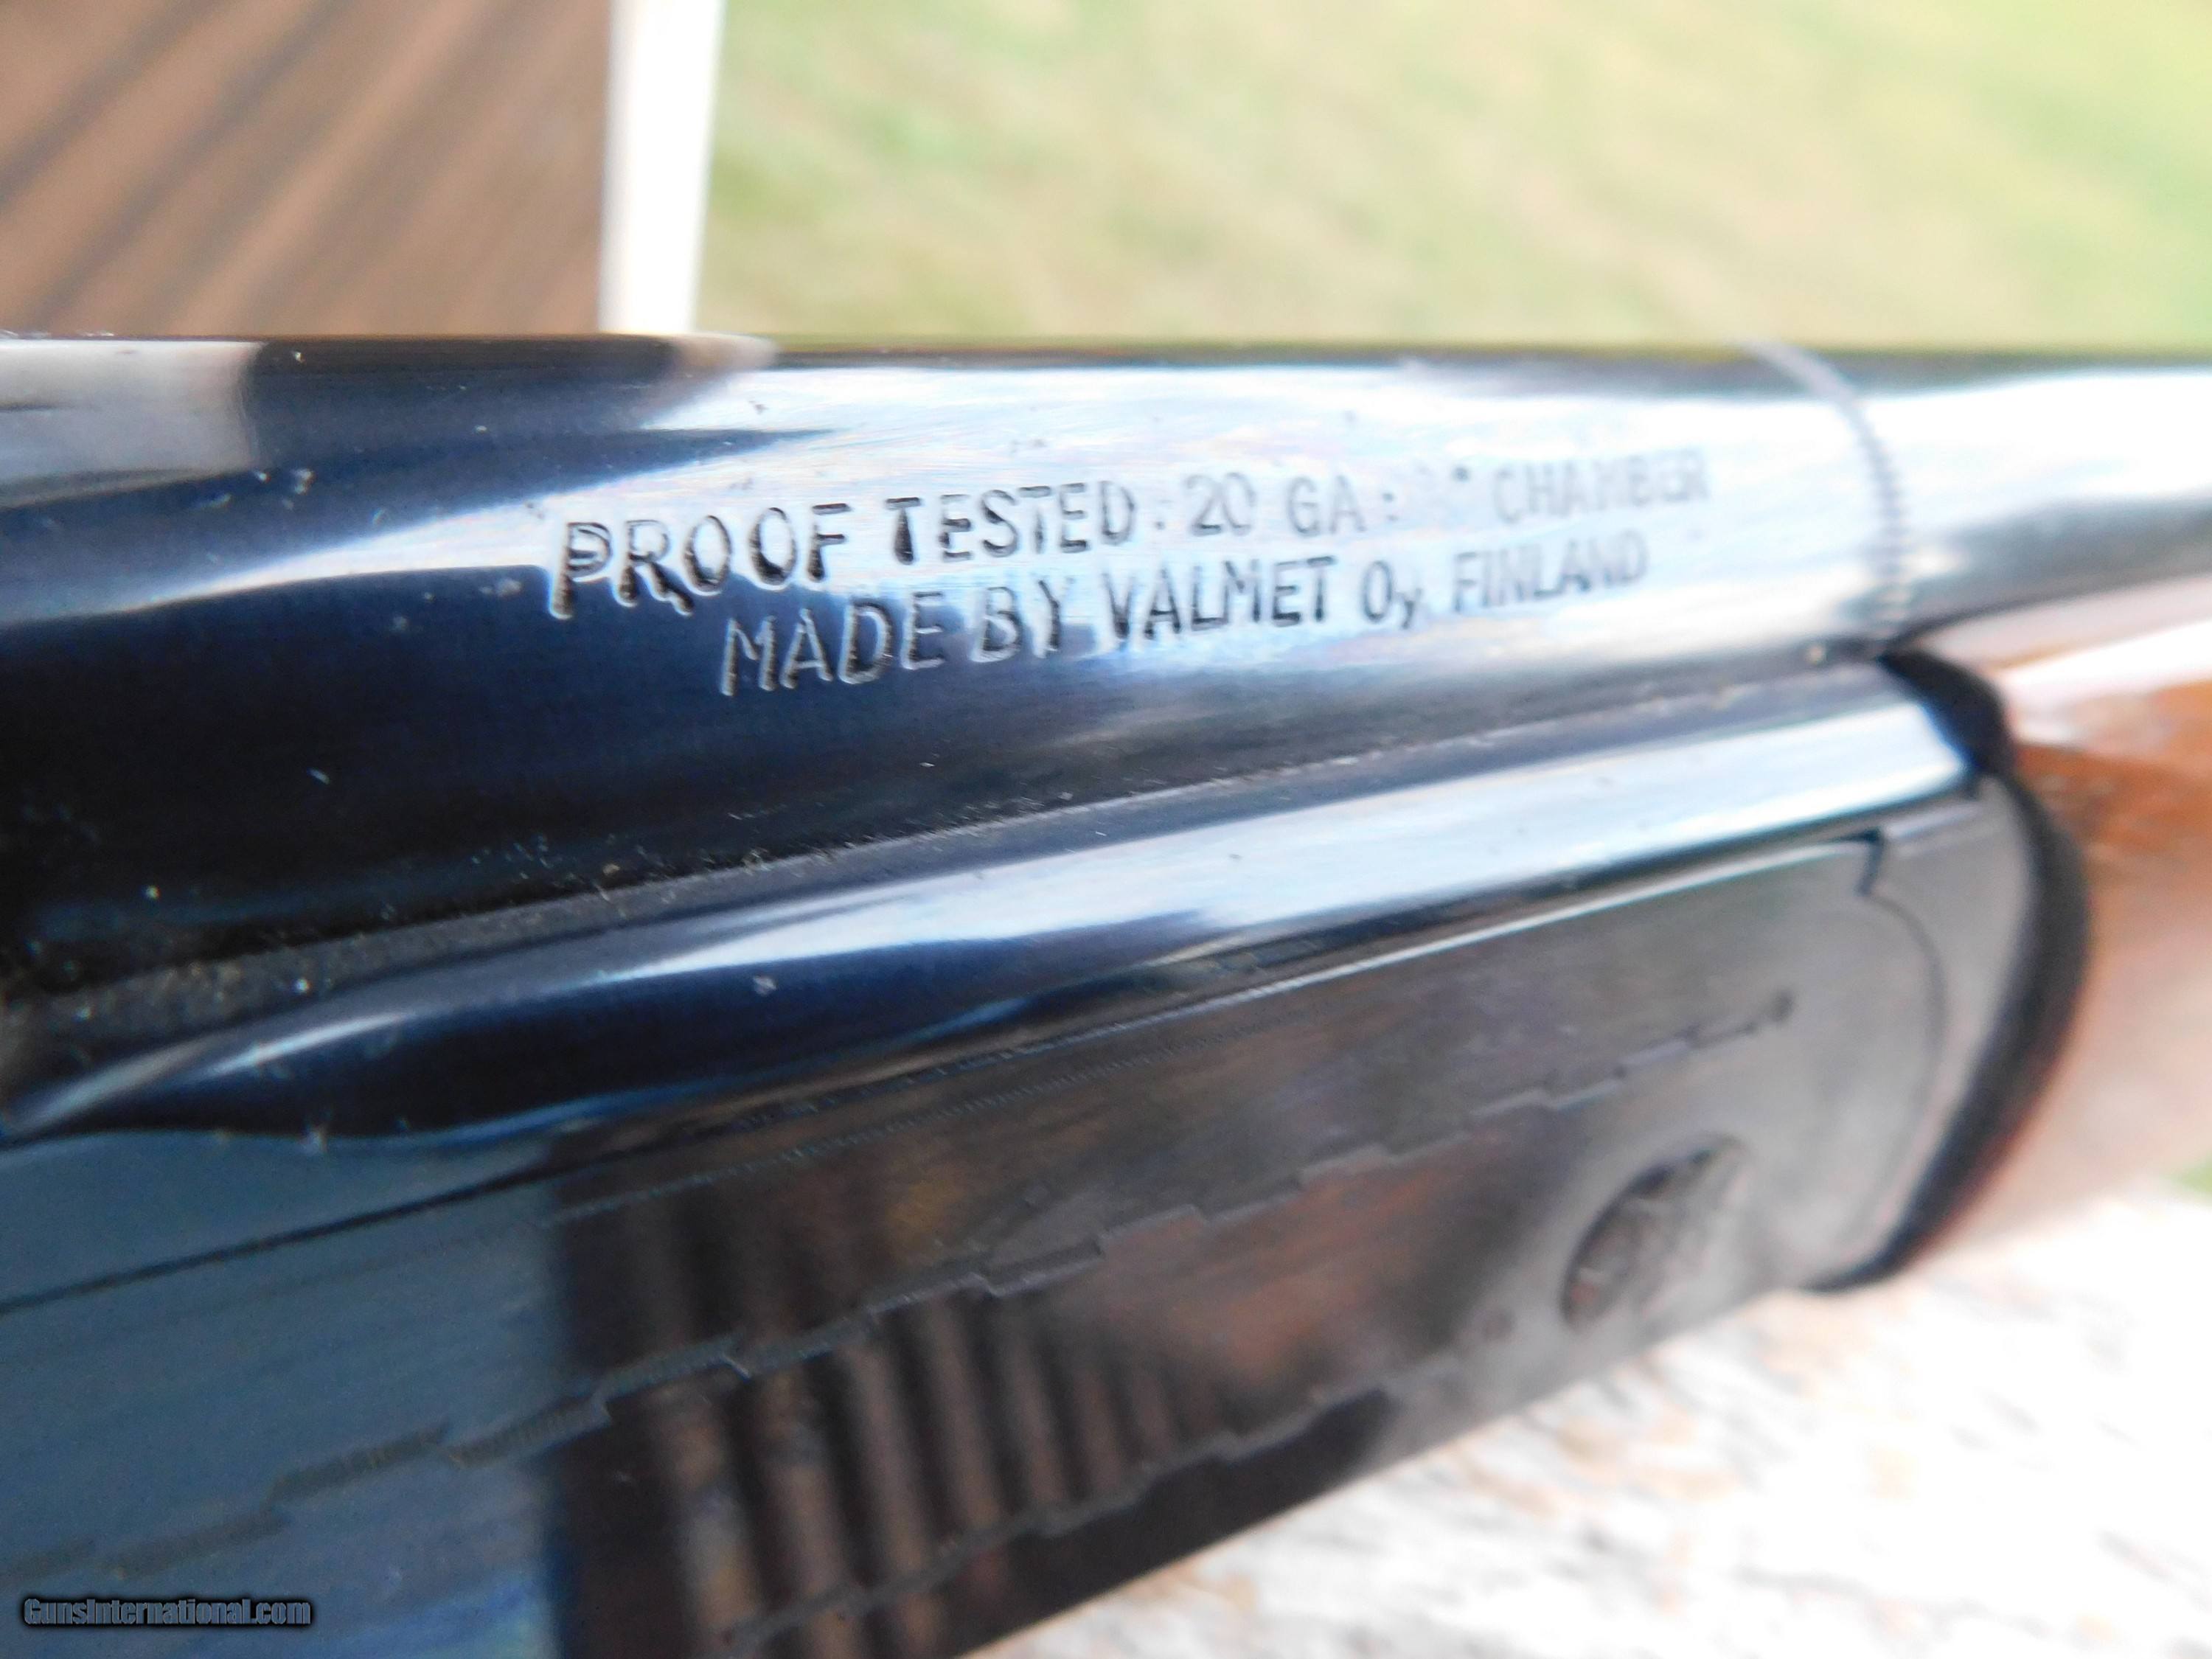 PROOF TESTED: 20 GA: " CHAMBER
MADE BY VALMET Oy FINLAND
GunsInternational.com